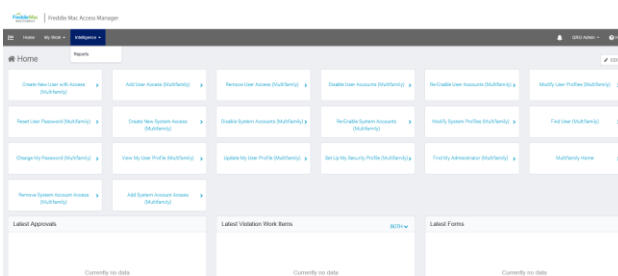 Freddie Mac Freddie Mac Access Manager
Home My Work Intelligence GRO Admin
Reports
Home
Create New User with Access (Multifamily)
Add User Access (Multifamily)
Remove User Access (Multifamily)
Disable User Accounts (Multifamily)
Re-Enable User Accounts (Multifamily)
Modify User Profiles (Multifamily)
Reset User Password (Multifamily)
Create New System Access (Multifamily)
Disable System Accounts (Multifamily)
Re-Enable System Accounts (Multifamily)
Modify System Profiles (Multifamily)
Find User (Multifamily)
Change My Password (Multifamily)
View My User Profile (Multifamily)
Update My User Profile (Multifamily)
Set Up My Security Profile (Multifamily)
Find My Administrator (Multifamily)
Multifamily Home
Remove System Account Access (Multifamily)
Add System Account Access (Multifamily)
Latest Approvals
Currently no data
Latest Violation Work Items BOTH
Currently no data
Latest Forms
Currently no data